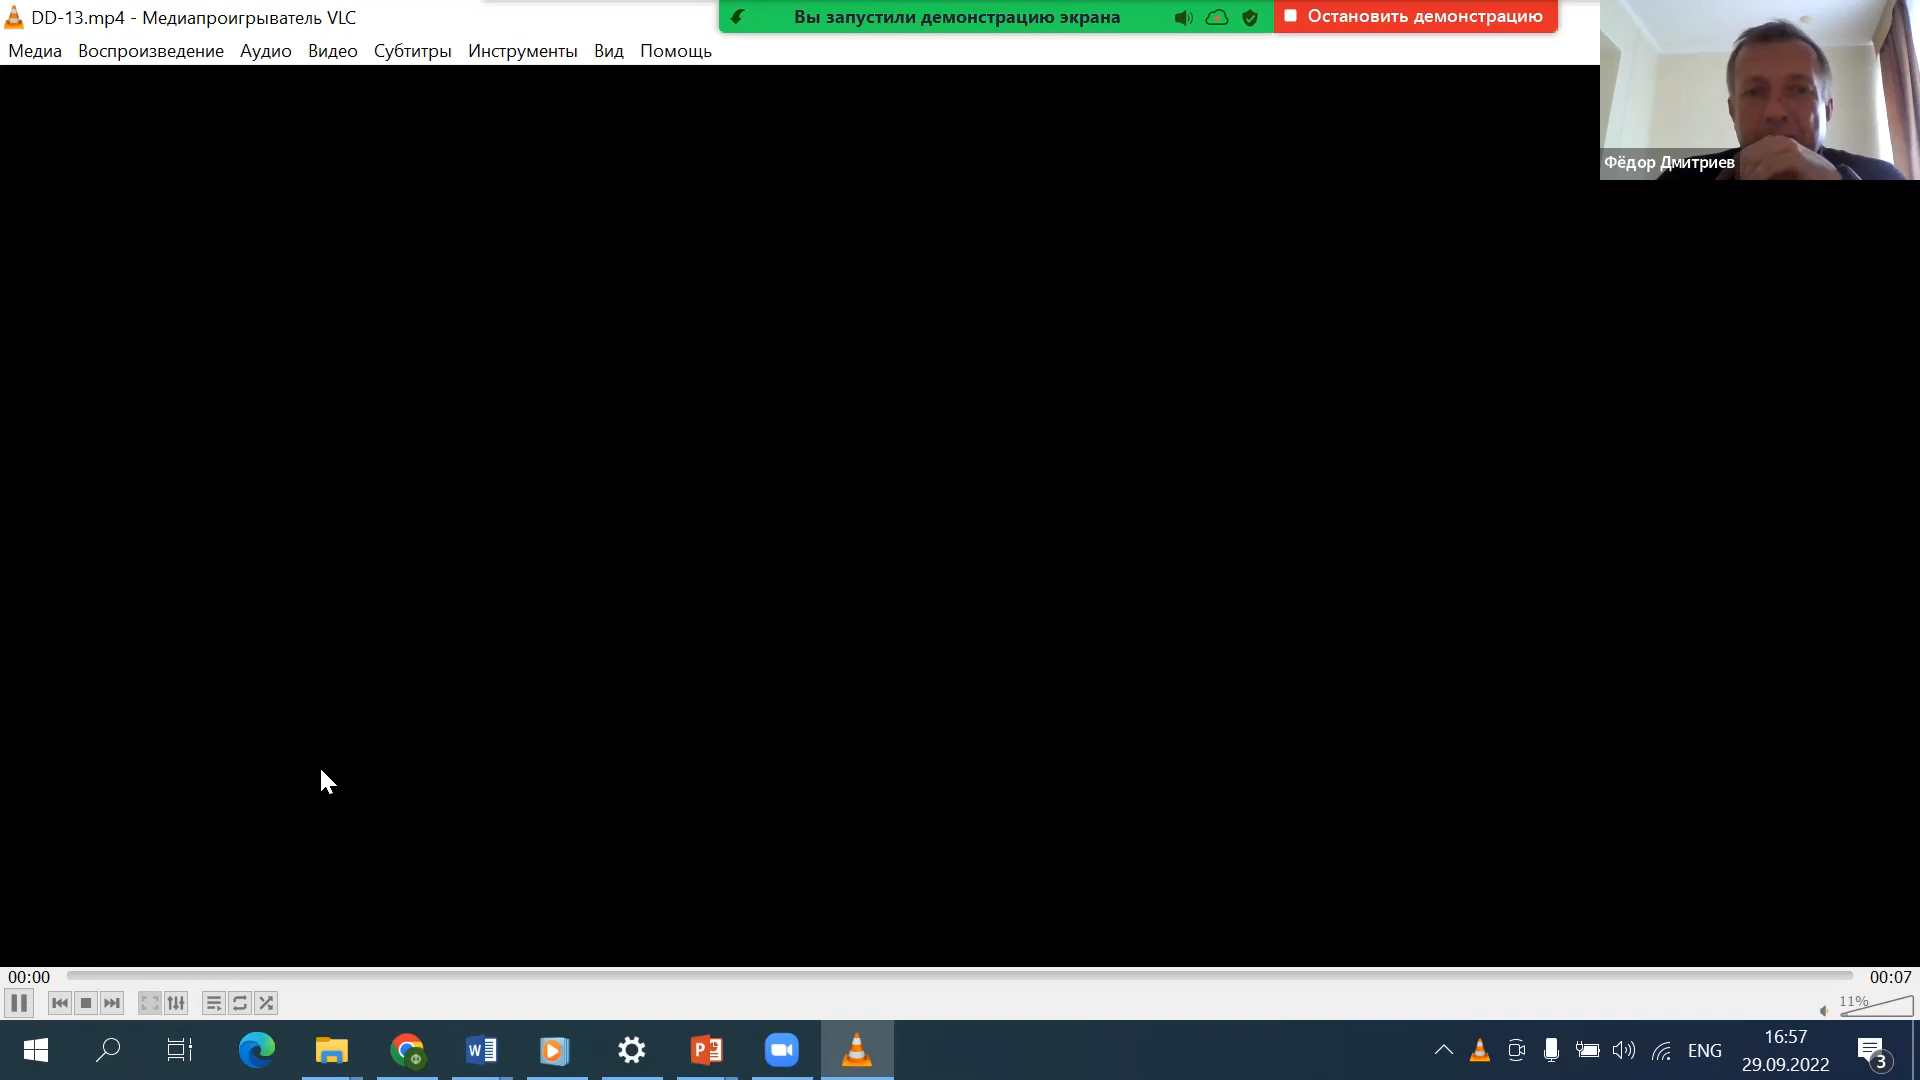 DD-13.mp4 - Медиапроигрыватель VLC
Вы запустили демонстрацию экрана
Остановить демонстрацию
Медиа Воспроизведение Аудио Видео Субтитры Инструменты Вид Помощь
Фёдор Дмитриев
00:00
00:07
11%
16:57
ENG
29.09.2022
3